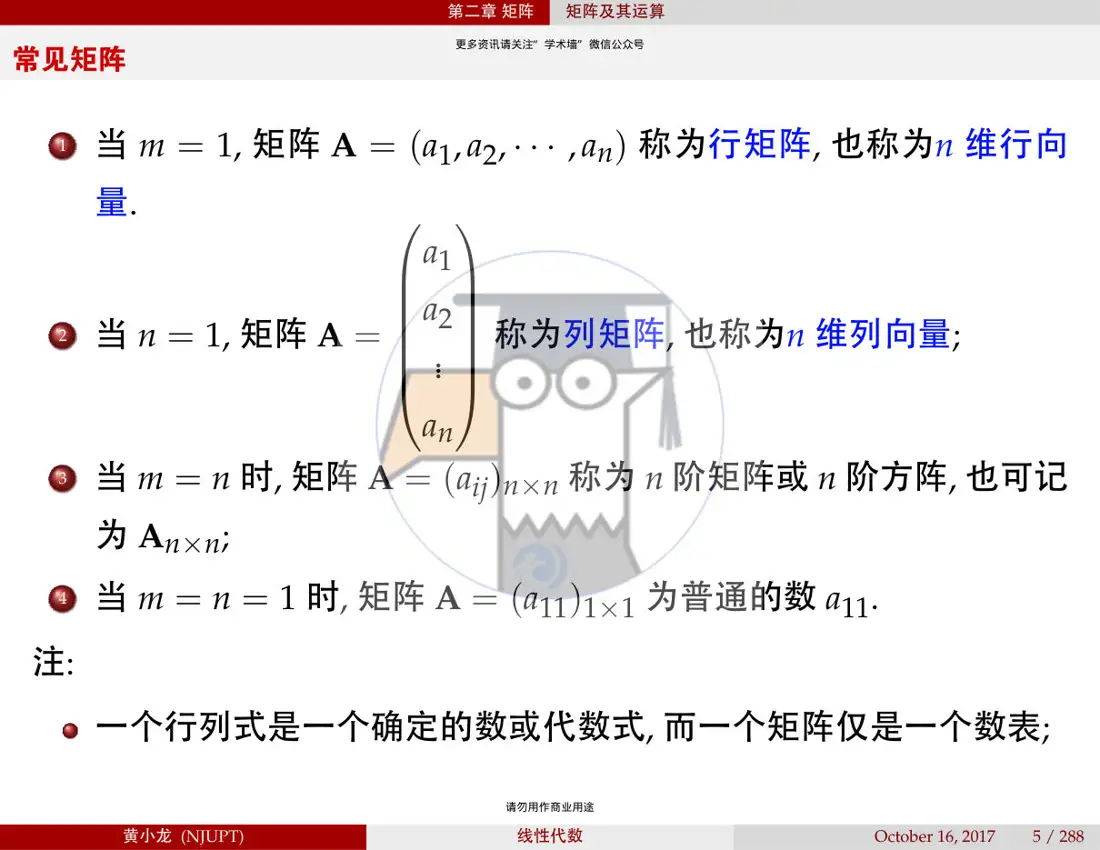 第二章 矩阵 矩阵及其运算
更多资讯请关注“学术墙”微信公众号
常见矩阵
1 当 m = 1, 矩阵 A = (a1, a2, ··· , an) 称为行矩阵, 也称为n 维行向
量.
2 当 n = 1, 矩阵 A = (a1 a2 ⋮ an) 称为列矩阵, 也称为n 维列向量;
3 当 m = n 时, 矩阵 A = (aij)n×n 称为 n 阶矩阵或 n 阶方阵, 也可记
为 An×n;
4 当 m = n = 1 时, 矩阵 A = (a11)1×1 为普通的数 a11.
注:
一个行列式是一个确定的数或代数式, 而一个矩阵仅是一个数表;
请勿用作商业用途
黄小龙 (NJUPT) 线性代数 October 16, 2017 5 / 288